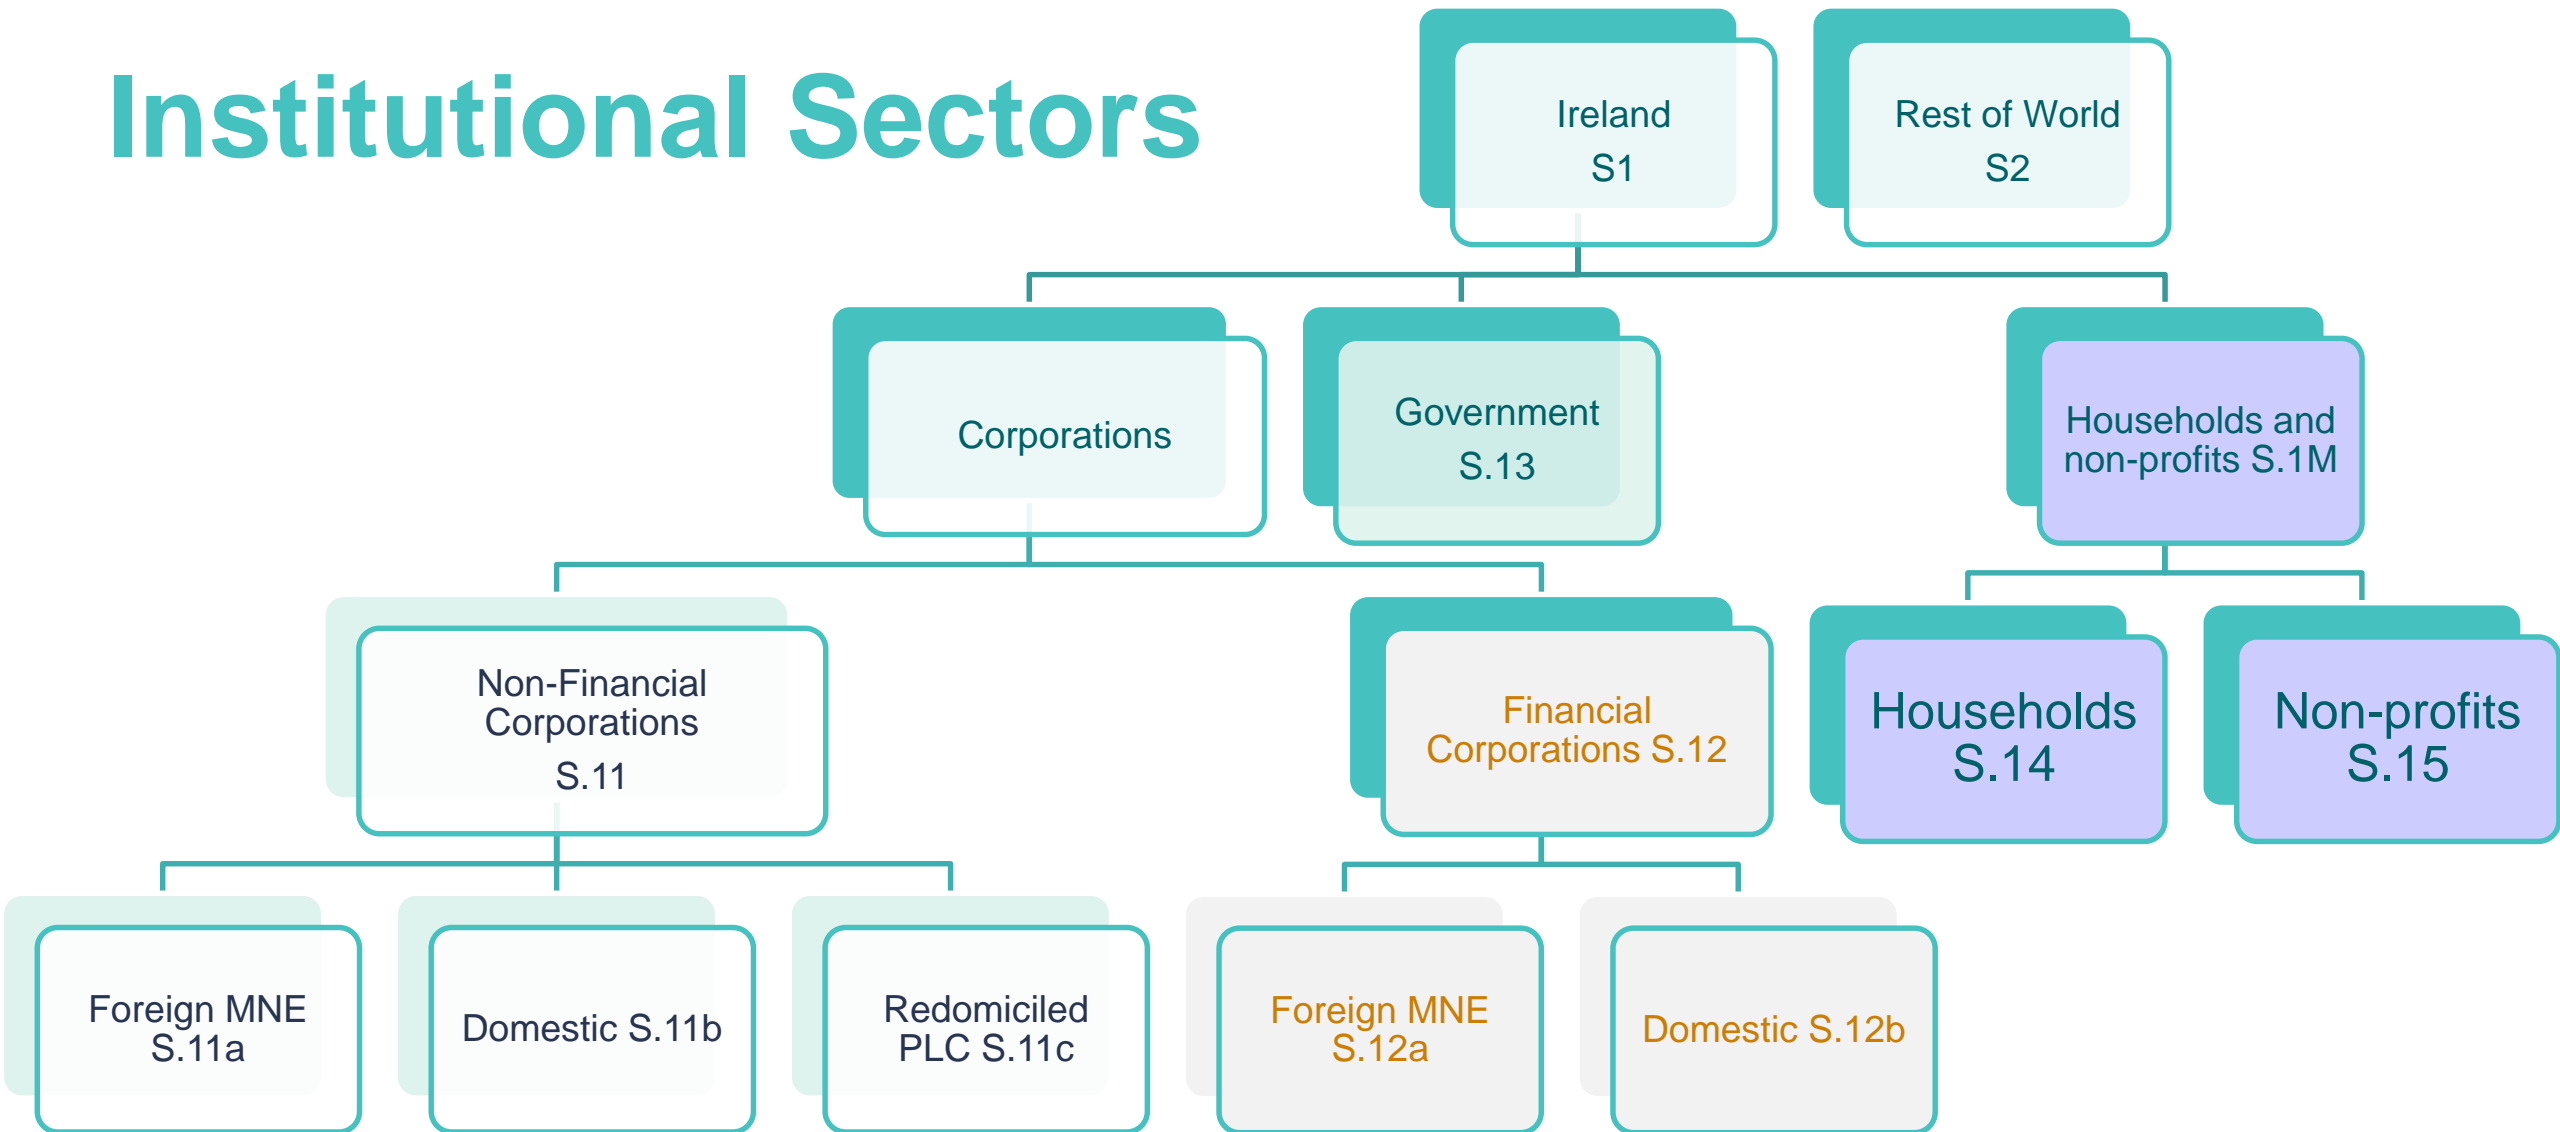 Institutional Sectors
Ireland
S1
Rest of World
S2
Corporations
Government
S.13
Households and
non-profits S.1M
Non-Financial
Corporations
S.11
Financial
Corporations S.12
Households
S.14
Non-profits
S.15
Foreign MNE
S.11a
Domestic S.11b
Redomiciled
PLC S.11c
Foreign MNE
S.12a
Domestic S.12b